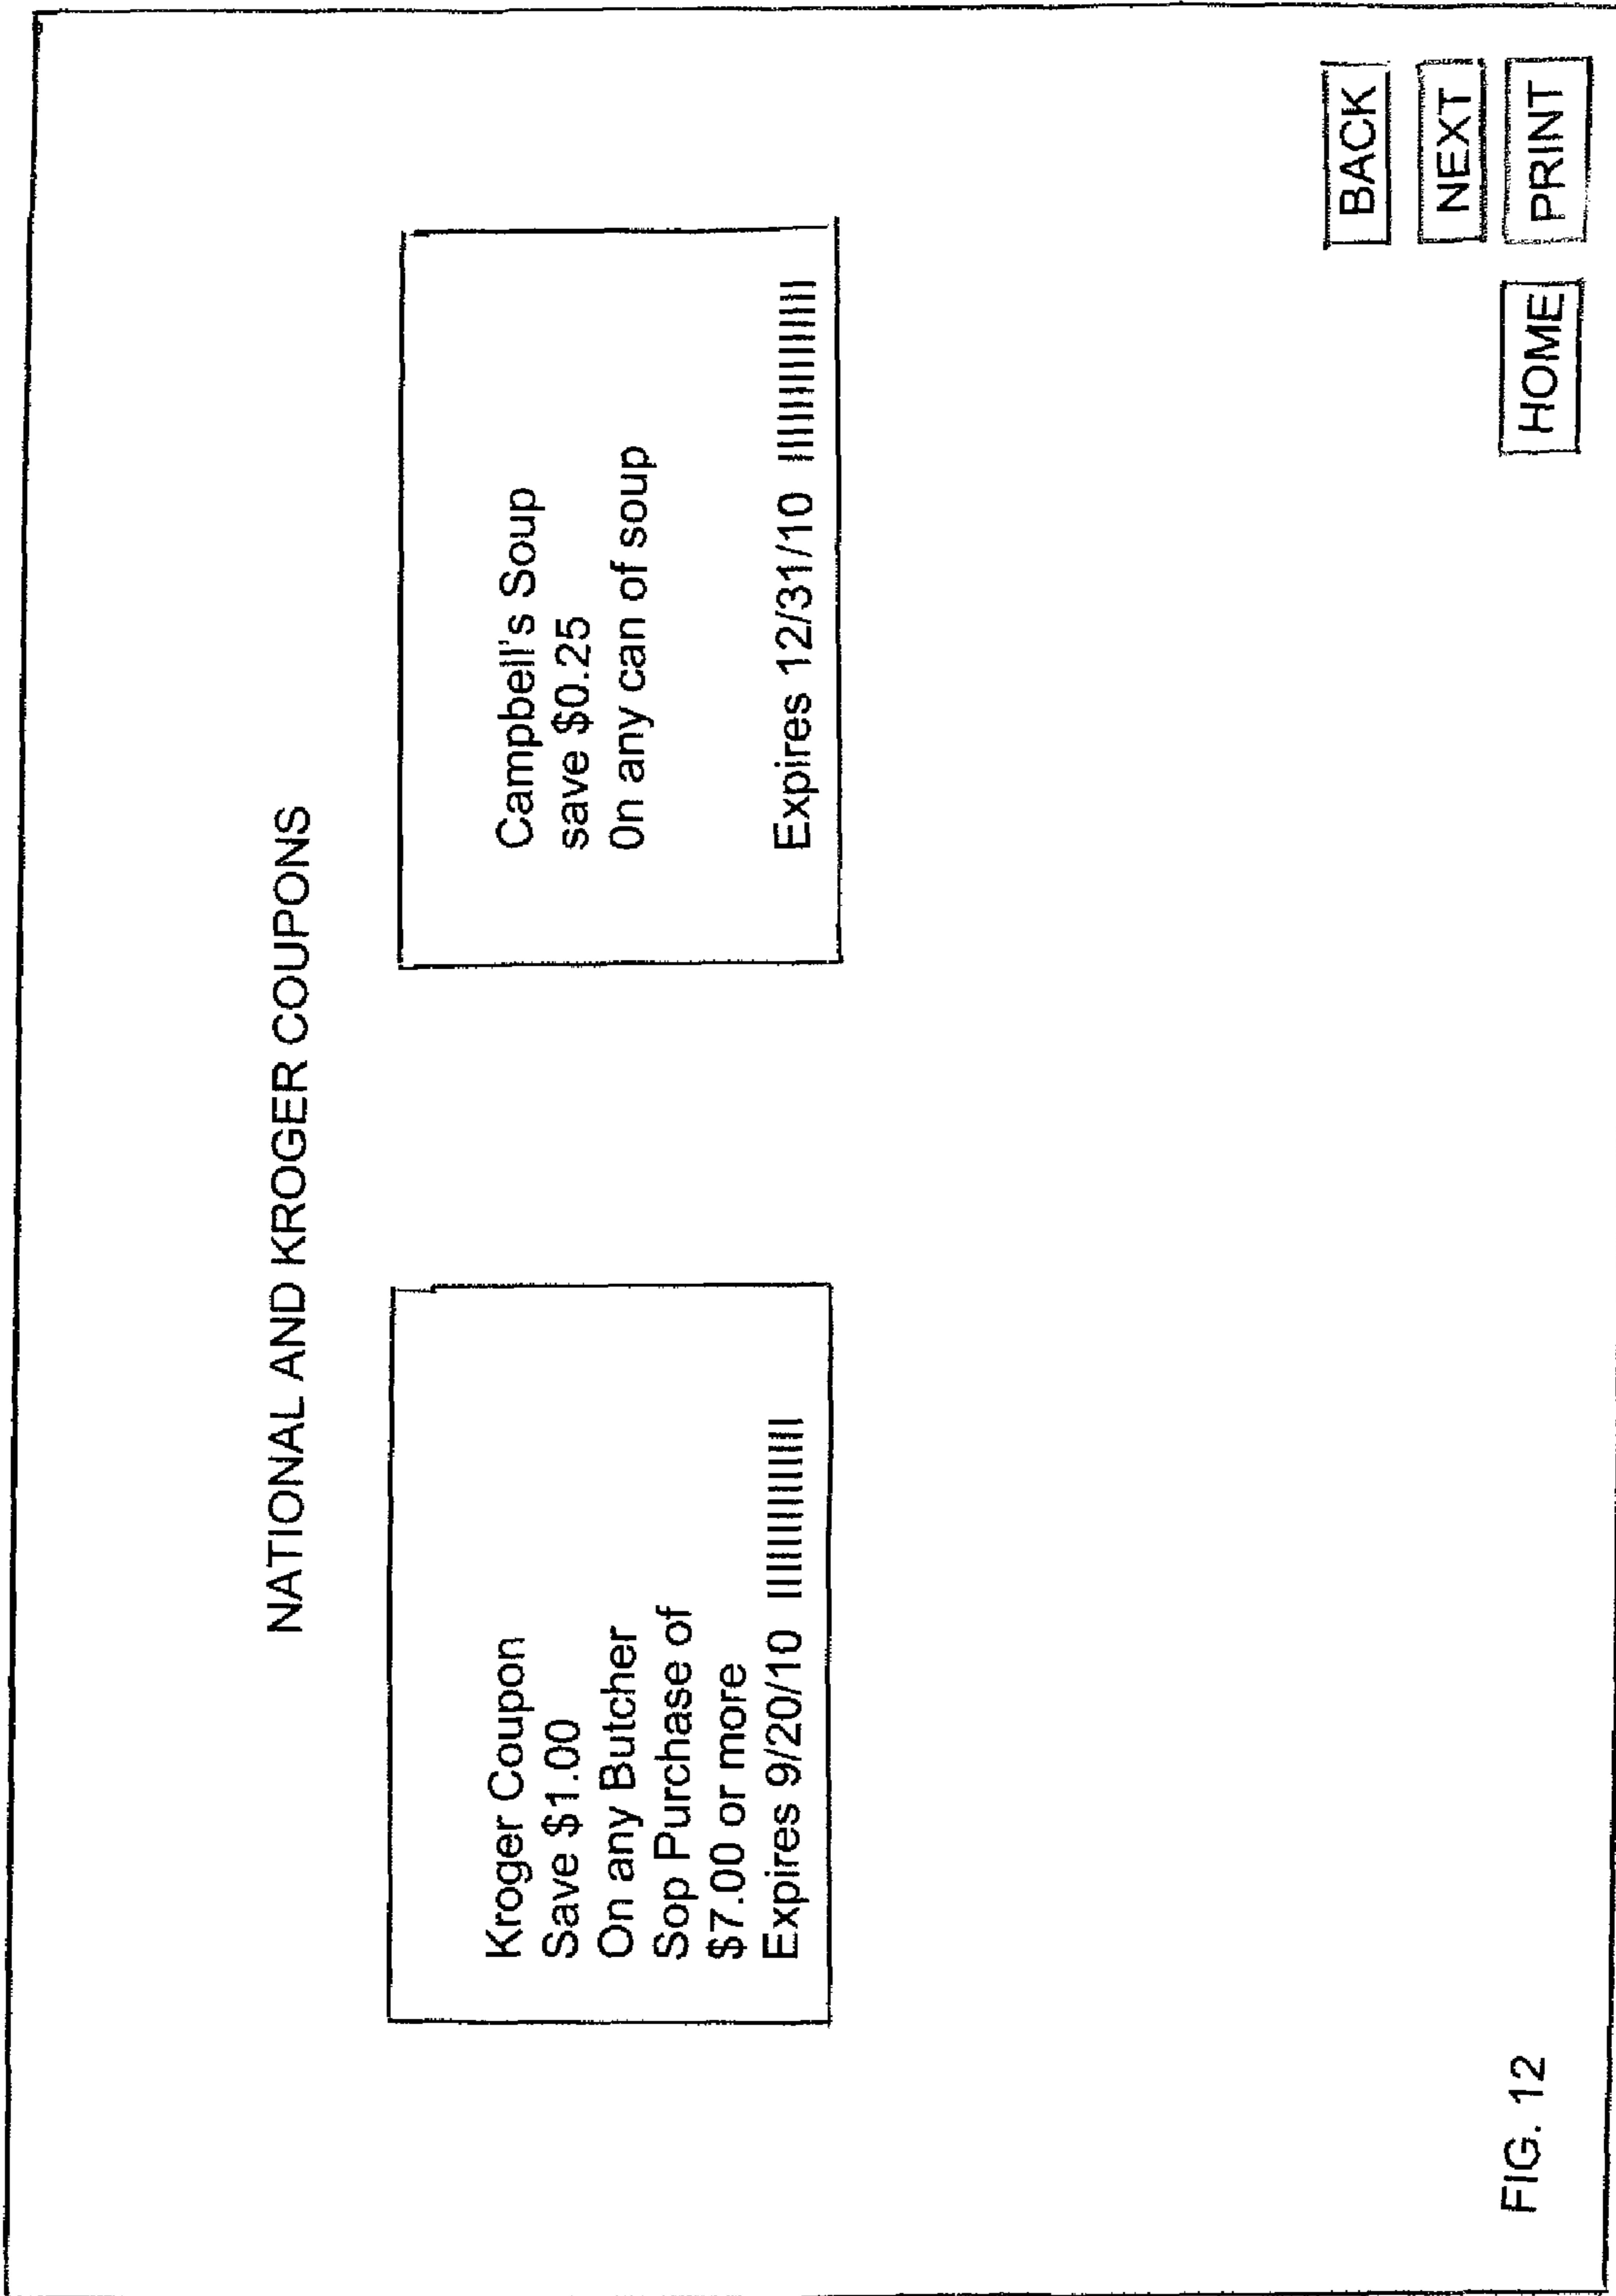 NATIONAL AND KROGER COUPONS
Kroger Coupon
Save $1.00
On any Butcher
Sop Purchase of
$7.00 or more
Expires 9/20/10
Campbell's Soup
save $0.25
0n any can of soup
Expires 12/31/10
BACK
NEXT
HOME
PRINT
FIG. 12